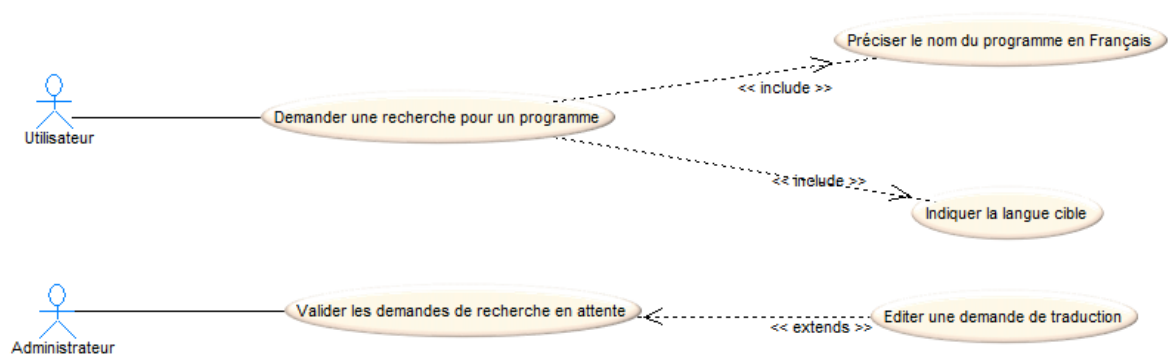 Préciser le nom du programme en Français
<< include >>
Utilisateur
Demander une recherche pour un programme
<< include >>
Indiquer la langue cible
Administrateur
Valider les demandes de recherche en attente
<< extends >>
Editer une demande de traduction